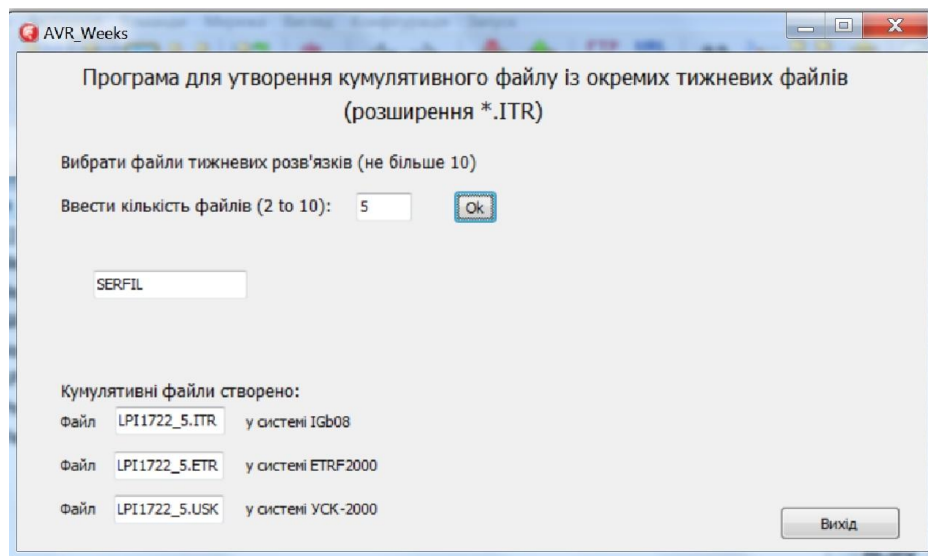 AVR_Weeks
Програма для утворення кумулятивного файлу із окремих тижневих файлів
(розширення *.ITR)
Вибрати файли тижневих розв'язків (не більше 10)
Ввести кількість файлів (2 to 10): 5 Ok
SERFIL
Кумулятивні файли створено:
Файл LPI1722_5.ITR у системі IGb08
Файл LPI1722_5.ETR у системі ETRF2000
Файл LPI1722_5.USK у системі УСК-2000
Вихід